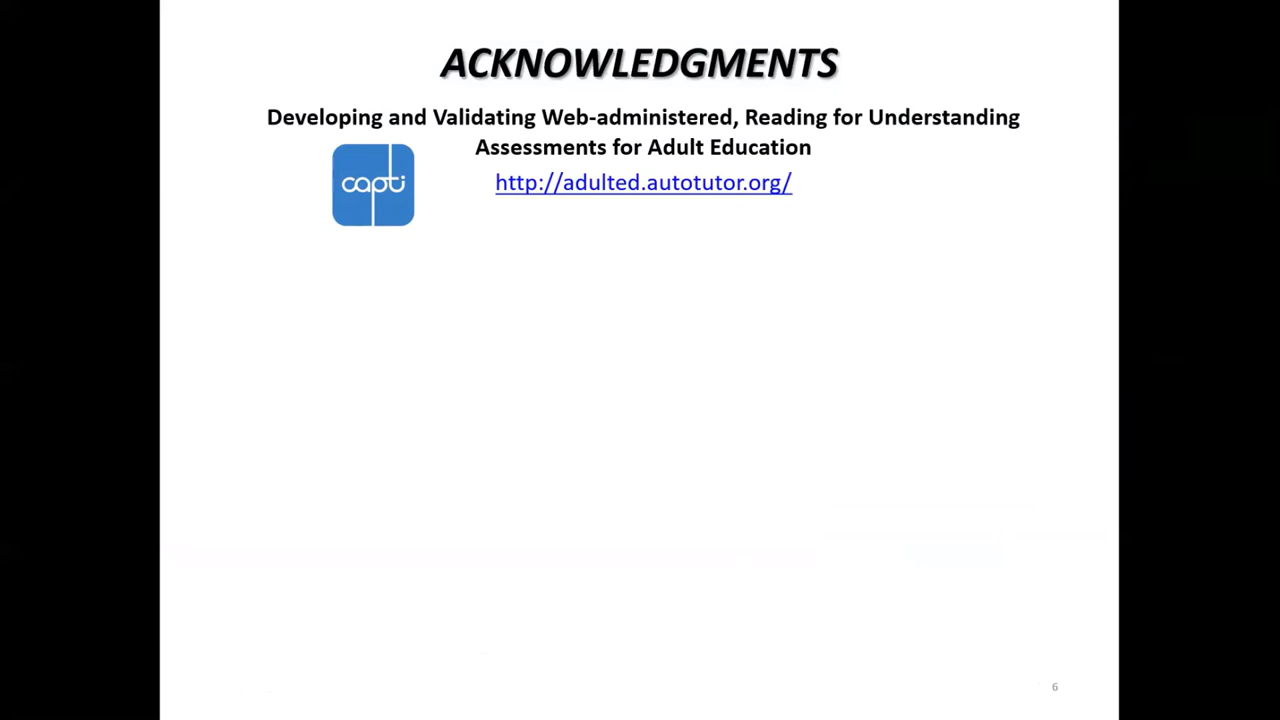 ACKNOWLEDGMENTS
Developing and Validating Web-administered, Reading for Understanding
Assessments for Adult Education
capti
http://adulted.autotutor.org/
6